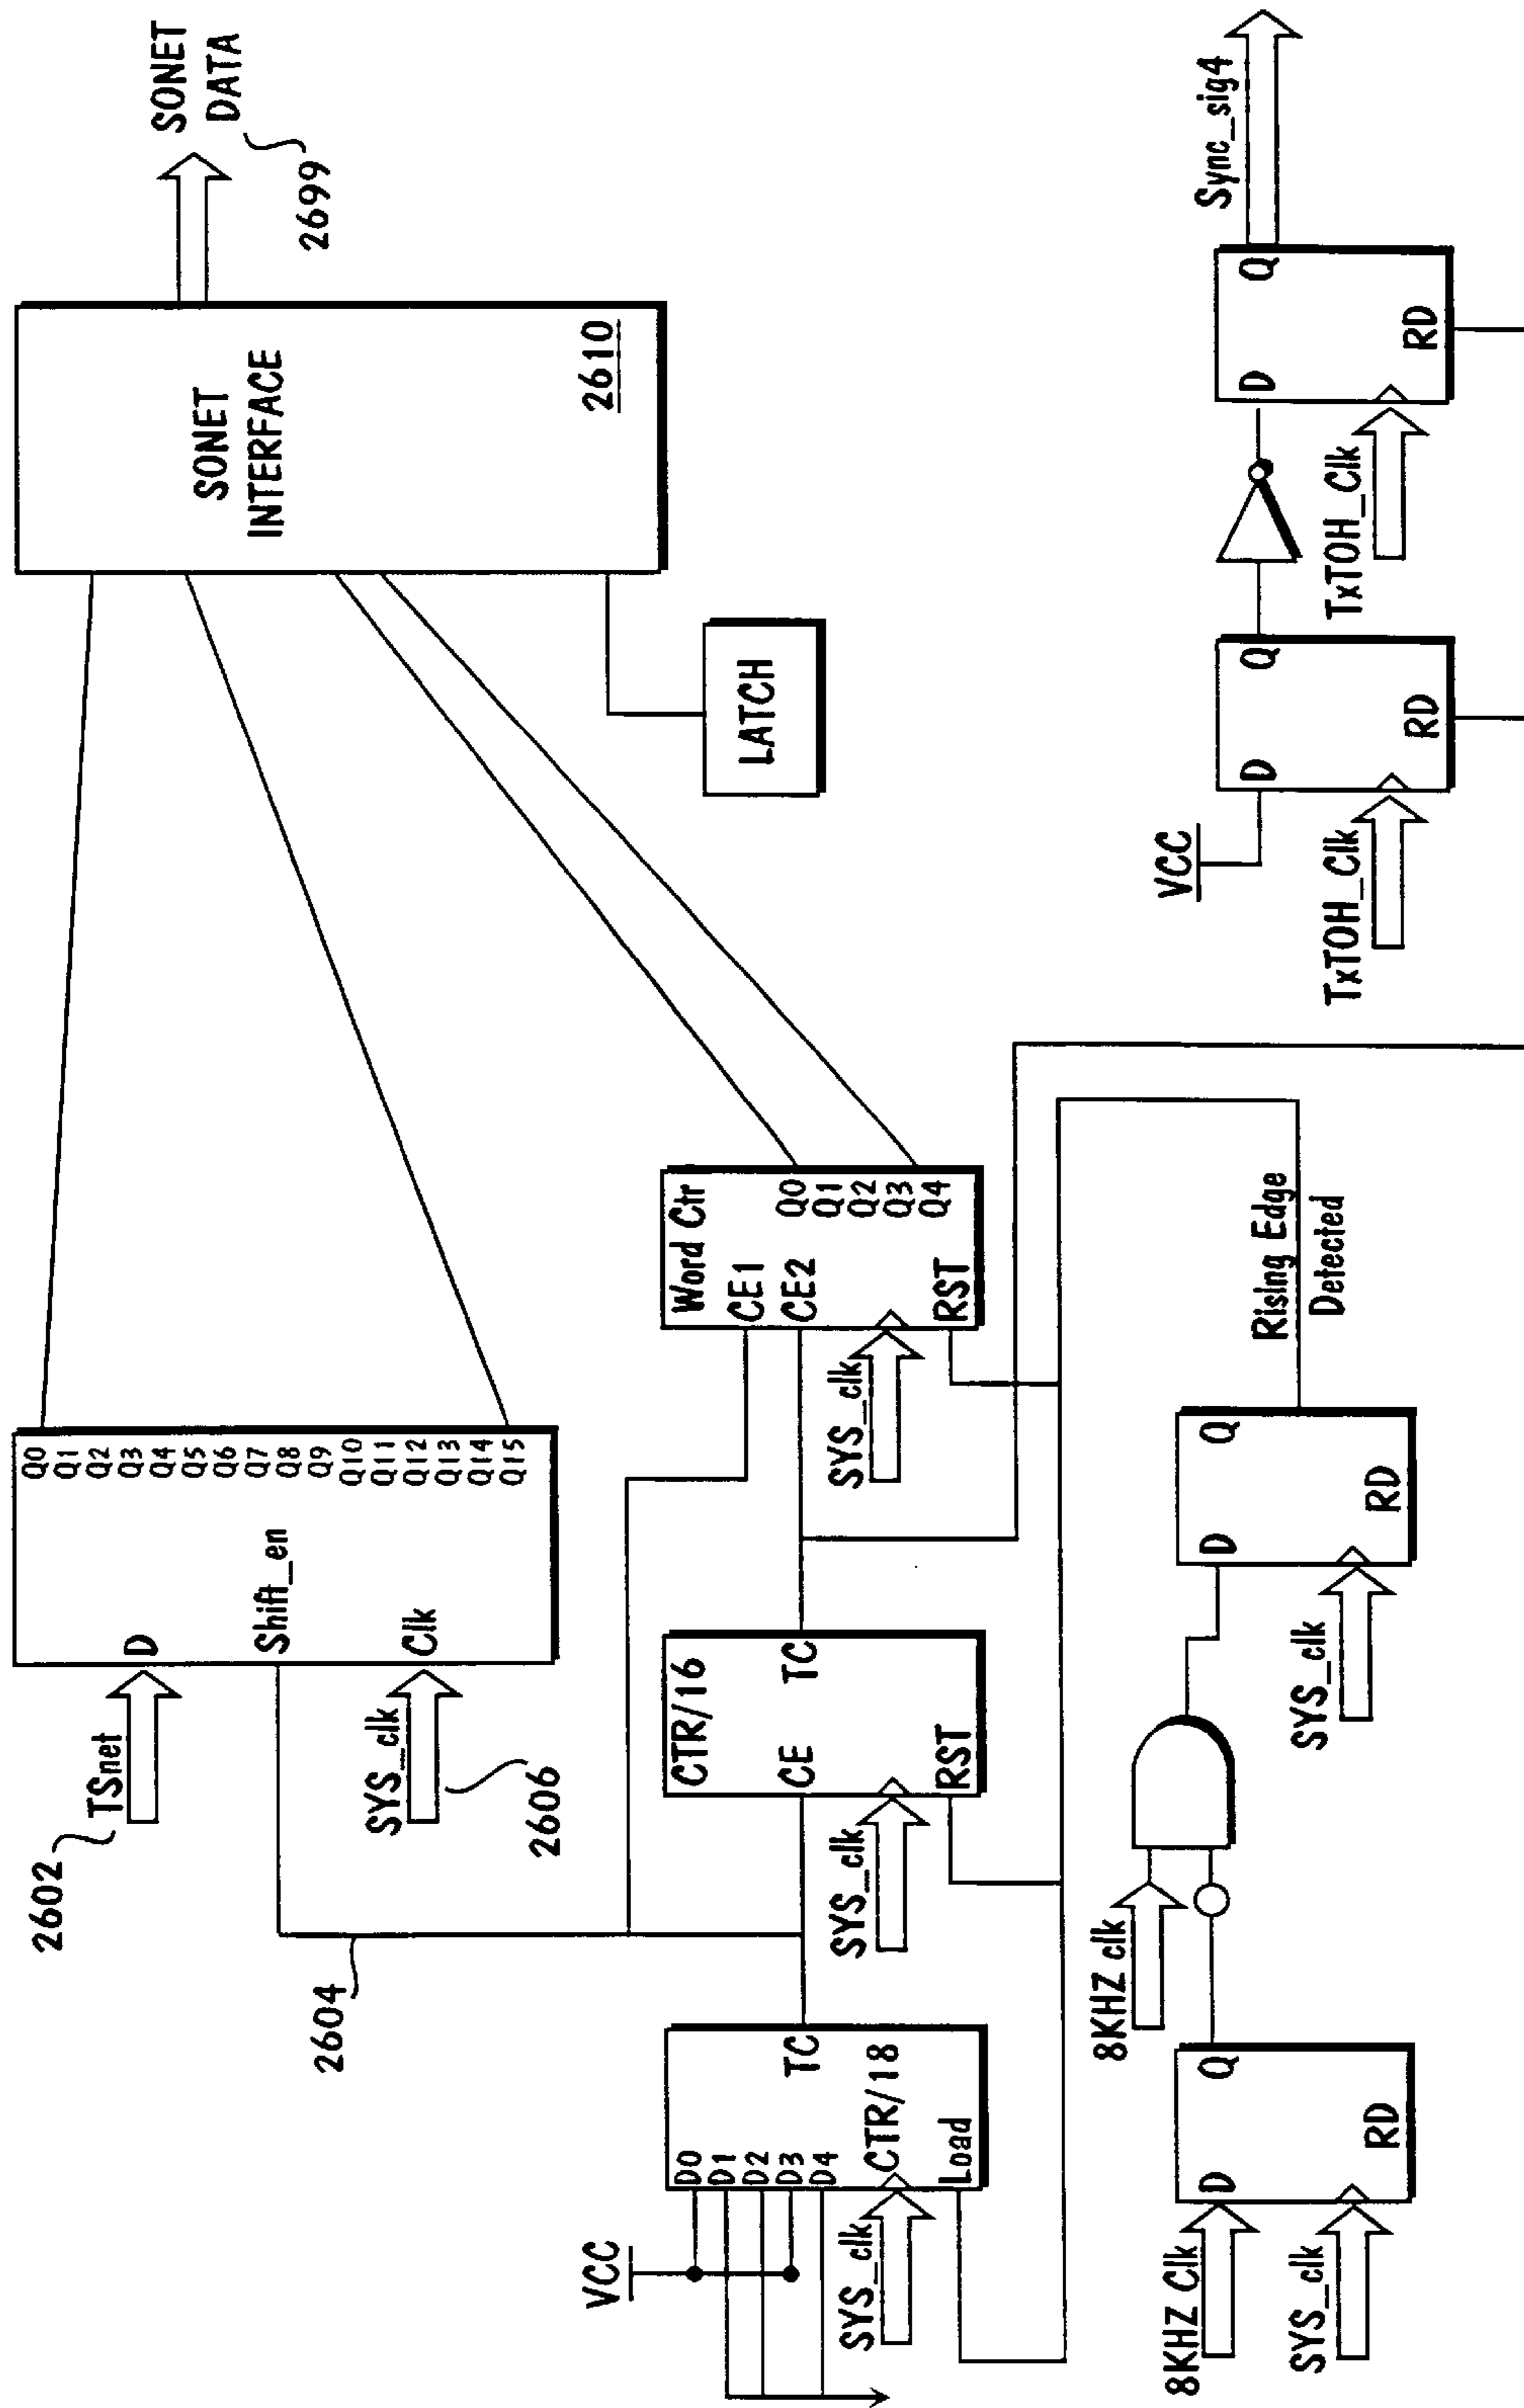 2602
TSnet
D
SYS_clk
Clk
2606
Shift_en
Q0
Q1
Q2
Q3
Q4
Q5
Q6
Q7
Q8
Q9
Q10
Q11
Q12
Q13
Q14
Q15
SONET
INTERFACE
2610
SONET
DATA
2699
LATCH
2604
VCC
D0
D1
D2
D3
D4
TC
CTR/18
Load
SYS_clk
CTR/16
CE
TC
RST
SYS_clk
Word Ctr
CE1
CE2
Q0
Q1
Q2
Q3
Q4
RST
SYS_clk
8KHZ Clk
D
Q
RD
SYS_clk
8KHZ clk
D
Q
RD
SYS_clk
Rising Edge
Detected
VCC
D
Q
RD
TxTOH_Clk
D
Q
RD
TxTOH_Clk
Sync_sig4